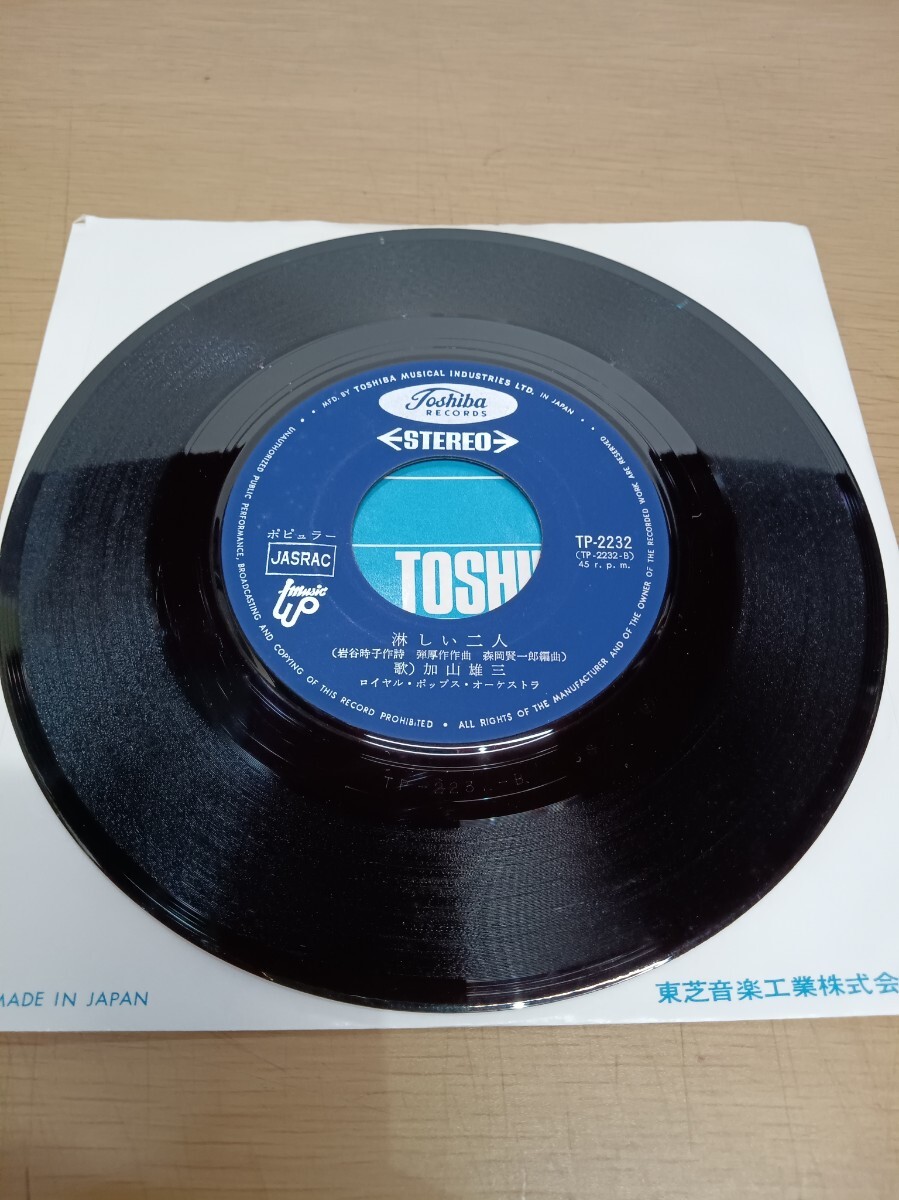 MFD. BY TOSHIBA MUSICAL INDUSTRIES LTD. IN JAPAN
Toshiba
RECORDS
STEREO
ポピュラー
JASRAC
music
UP
TP-2232
(TP-2232-B)
45 r. p. m.
TOSHI
淋しい二人
(岩谷時子作詩 弾厚作作曲 森岡賢一郎編曲)
歌) 加山雄三
ロイヤル・ポップス・オーケストラ
UNAUTHORIZED PUBLIC PERFORMANCE, BROADCASTING AND COPYING OF THIS RECORD PROHIBITED • ALL RIGHTS OF THE MANUFACTURER AND OF THE OWNER OF THE RECORDED WORK ARE RESERVED
MADE IN JAPAN
東芝音楽工業株式会